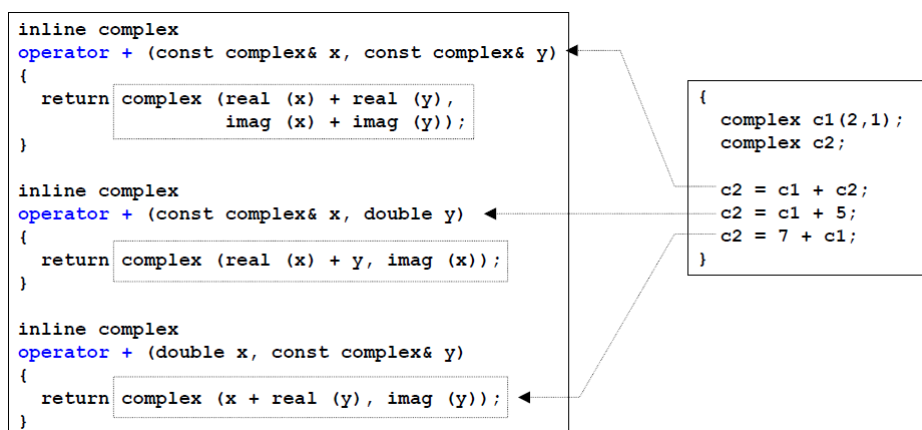 inline complex
operator + (const complex& x, const complex& y)
{
  return complex (real (x) + real (y),
                  imag (x) + imag (y));
}
inline complex
operator + (const complex& x, double y)
{
  return complex (real (x) + y, imag (x));
}
inline complex
operator + (double x, const complex& y)
{
  return complex (x + real (y), imag (y));
}
{
  complex c1(2,1);
  complex c2;
  c2 = c1 + c2;
  c2 = c1 + 5;
  c2 = 7 + c1;
}